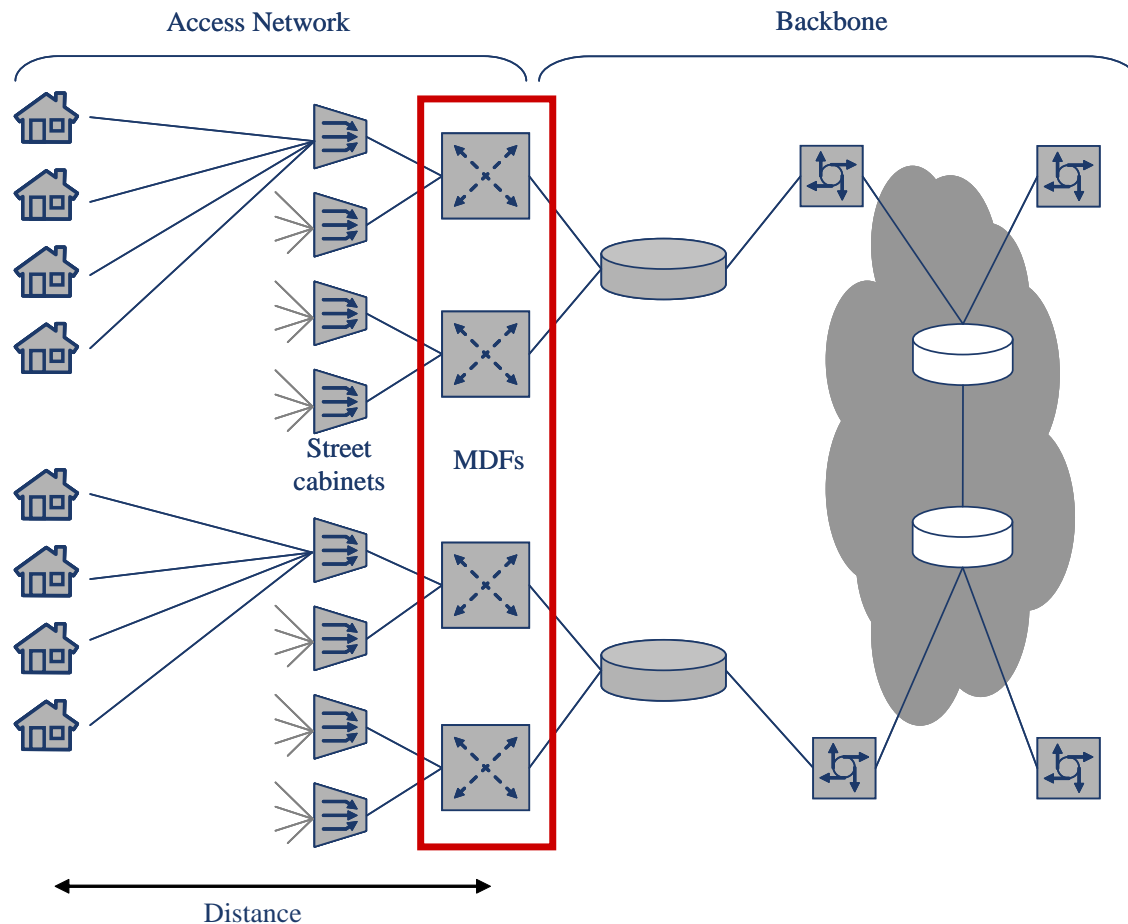 Access Network
Backbone
Street
cabinets
MDFs
Distance